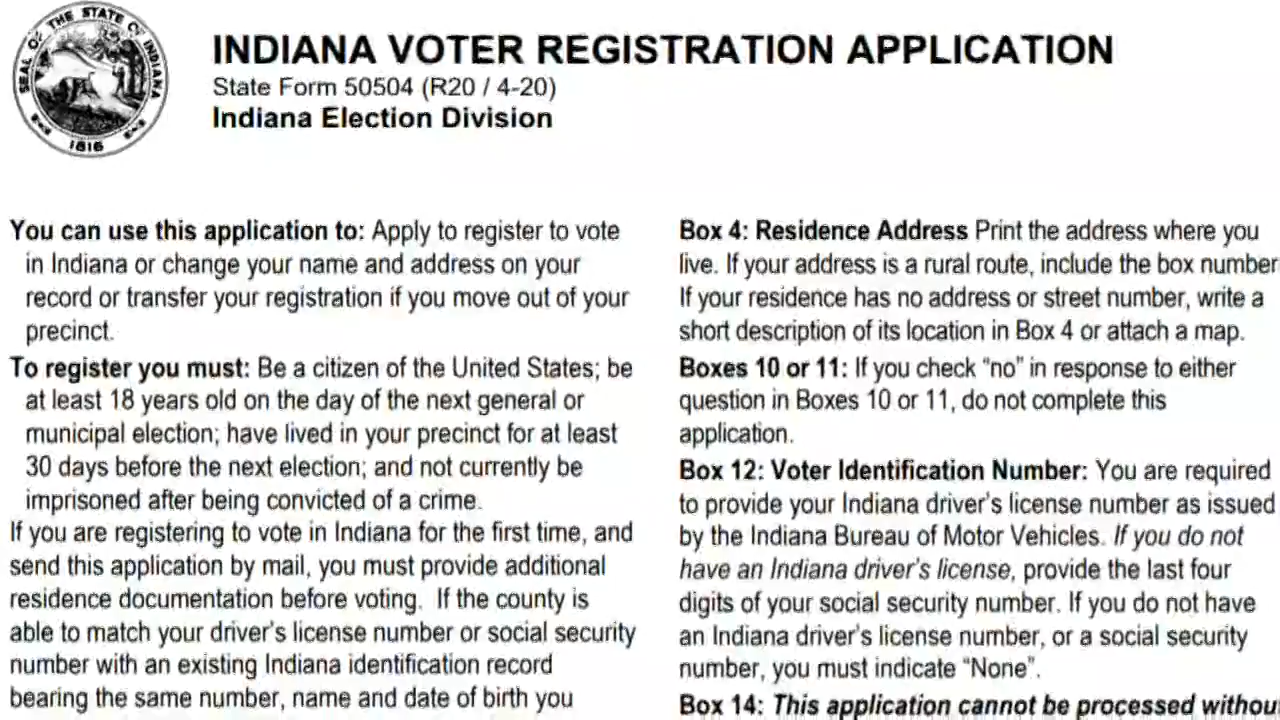 SEAL OF THE STATE OF INDIANA
1816
INDIANA VOTER REGISTRATION APPLICATION
State Form 50504 (R20 / 4-20)
Indiana Election Division
You can use this application to: Apply to register to vote
in Indiana or change your name and address on your
record or transfer your registration if you move out of your
precinct.
To register you must: Be a citizen of the United States; be
at least 18 years old on the day of the next general or
municipal election; have lived in your precinct for at least
30 days before the next election; and not currently be
imprisoned after being convicted of a crime.
If you are registering to vote in Indiana for the first time, and
send this application by mail, you must provide additional
residence documentation before voting. If the county is
able to match your driver's license number or social security
number with an existing Indiana identification record
bearing the same number, name and date of birth you
Box 4: Residence Address Print the address where you
live. If your address is a rural route, include the box number
If your residence has no address or street number, write a
short description of its location in Box 4 or attach a map.
Boxes 10 or 11: If you check “no” in response to either
question in Boxes 10 or 11, do not complete this
application.
Box 12: Voter Identification Number: You are required
to provide your Indiana driver's license number as issued
by the Indiana Bureau of Motor Vehicles. If you do not
have an Indiana driver's license, provide the last four
digits of your social security number. If you do not have
an Indiana driver's license number, or a social security
number, you must indicate “None”.
Box 14: This application cannot be processed withou